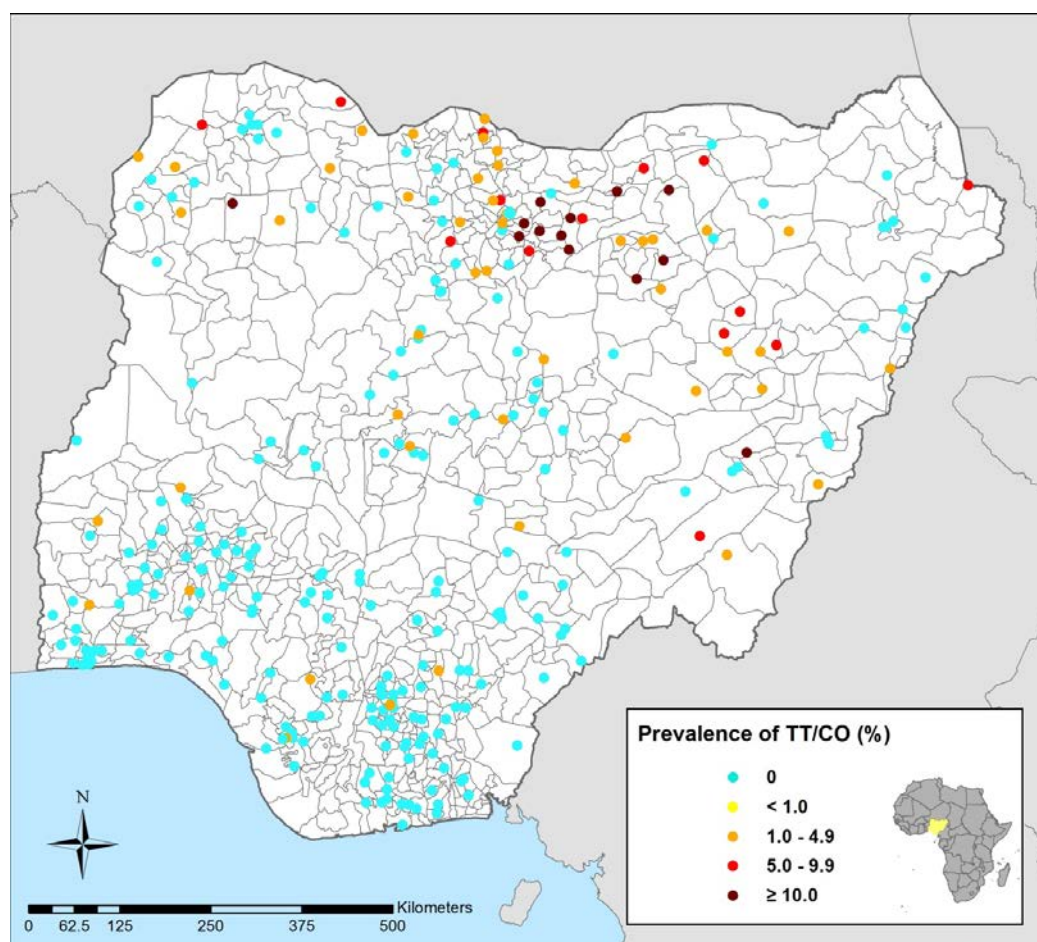 Prevalence of TT/CO (%)
0
< 1.0
1.0 - 4.9
5.0 - 9.9
≥ 10.0
N
Kilometers
0 62.5 125 250 375 500